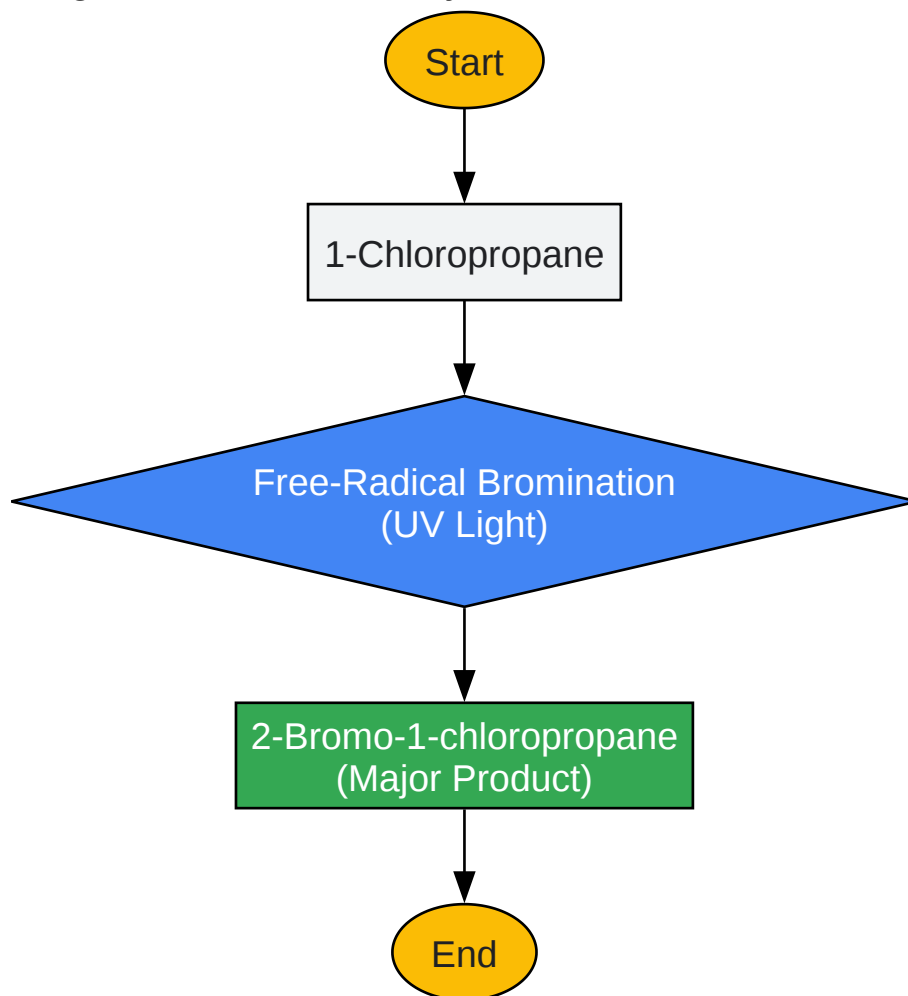 Start
1-Chloropropane
Free-Radical Bromination
(UV Light)
2-Bromo-1-chloropropane
(Major Product)
End